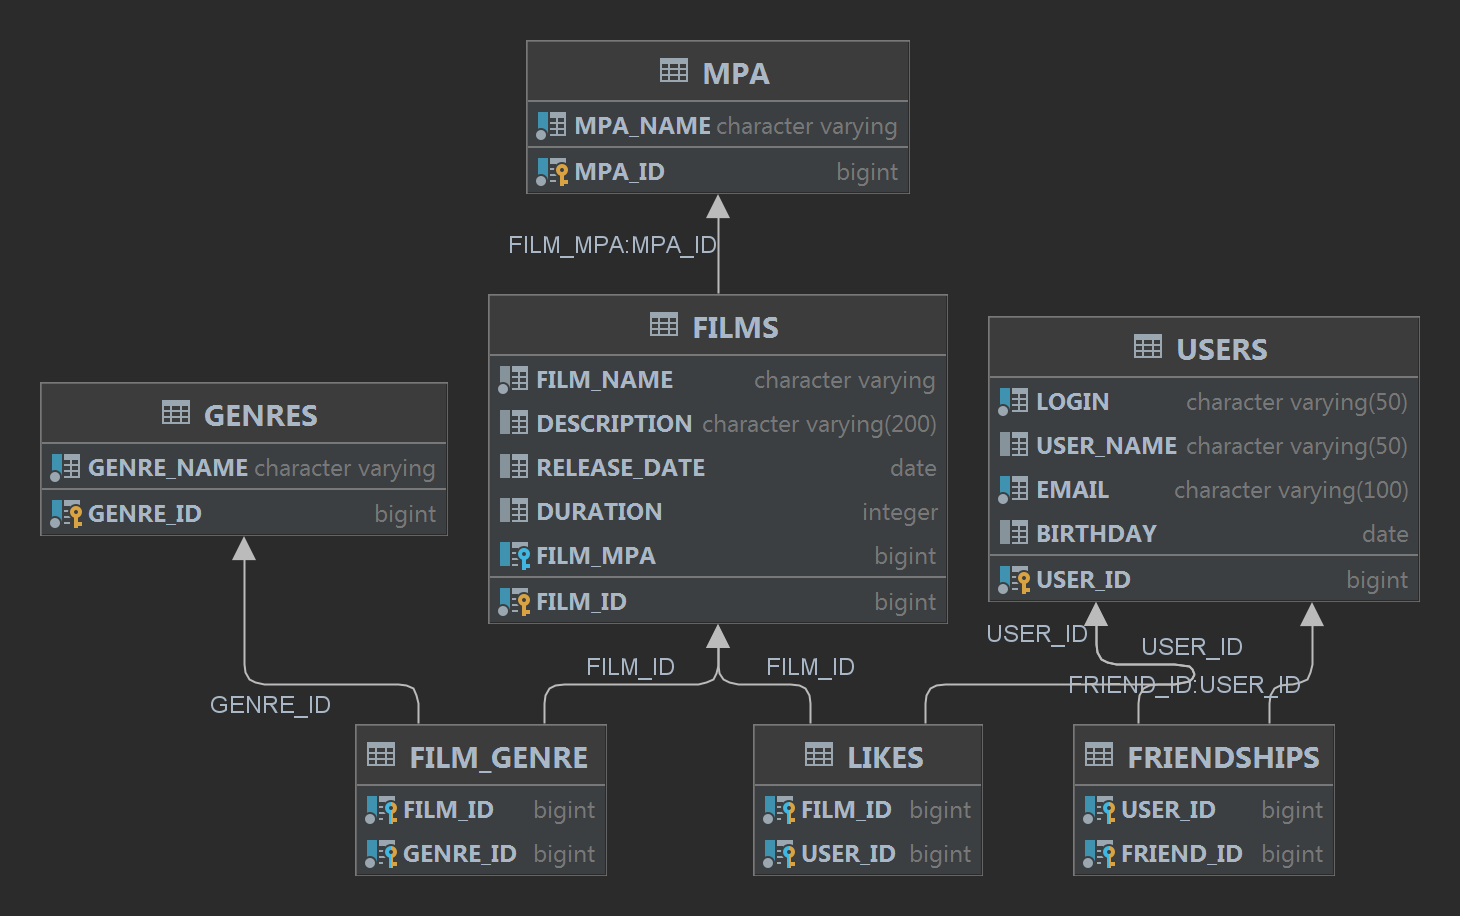 MPA
MPA_NAME character varying
MPA_ID bigint
FILM_MPA:MPA_ID
FILMS
FILM_NAME character varying
DESCRIPTION character varying(200)
RELEASE_DATE date
DURATION integer
FILM_MPA bigint
FILM_ID bigint
USERS
LOGIN character varying(50)
USER_NAME character varying(50)
EMAIL character varying(100)
BIRTHDAY date
USER_ID bigint
GENRES
GENRE_NAME character varying
GENRE_ID bigint
GENRE_ID
FILM_ID
FILM_ID
USER_ID
USER_ID
FRIEND_ID:USER_ID
FILM_GENRE
FILM_ID bigint
GENRE_ID bigint
LIKES
FILM_ID bigint
USER_ID bigint
FRIENDSHIPS
USER_ID bigint
FRIEND_ID bigint